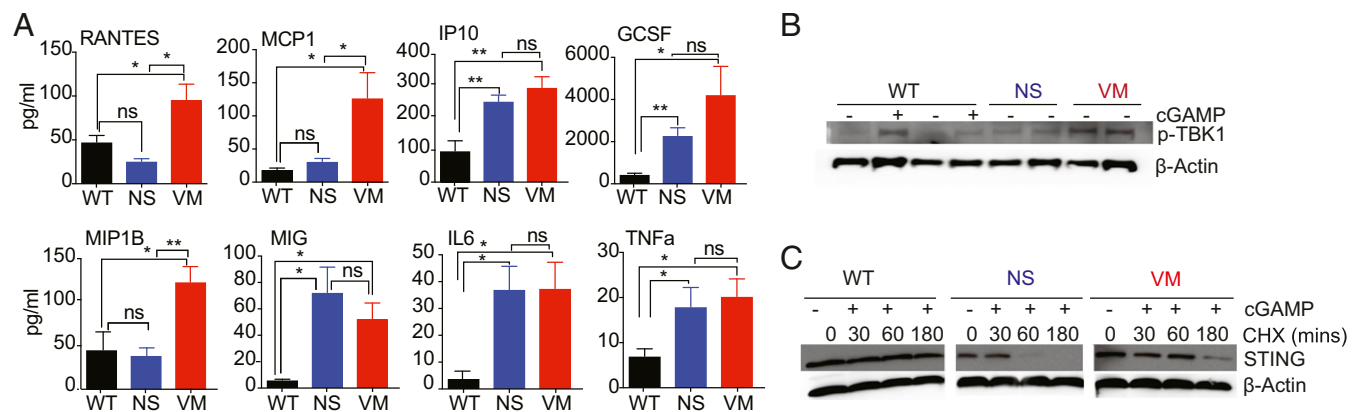 A
RANTES
pg/ml
150
100
50
0
* *
ns
WT NS VM
MCP1
200
150
100
50
0
* *
ns
WT NS VM
IP10
400
300
200
100
0
** ns
**
WT NS VM
GCSF
6000
4000
2000
0
* ns
**
WT NS VM
MIP1B
pg/ml
150
100
50
0
* **
ns
WT NS VM
MIG
100
80
60
40
20
0
*
* ns
WT NS VM
IL6
50
40
30
20
10
0
* ns
*
WT NS VM
TNFa
30
20
10
0
ns
*
*
WT NS VM
B
WT NS VM
- + - + - - - + cGAMP
p-TBK1
β-Actin
C
WT NS VM
- + + + - + + + - + + + cGAMP
0 30 60 180 0 30 60 180 0 30 60 180 CHX (mins)
STING
β-Actin